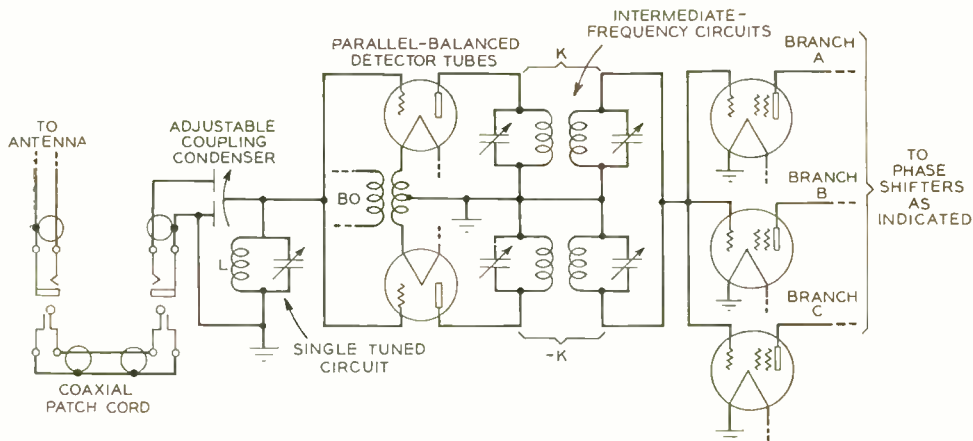 INTERMEDIATE-
FREQUENCY CIRCUITS
PARALLEL-BALANCED
DETECTOR TUBES
K
BRANCH
A
TO
ANTENNA
ADJUSTABLE
COUPLING
CONDENSER
BO
BRANCH
B
TO
PHASE
SHIFTERS
AS
INDICATED
L
BRANCH
C
SINGLE TUNED
CIRCUIT
-K
COAXIAL
PATCH CORD